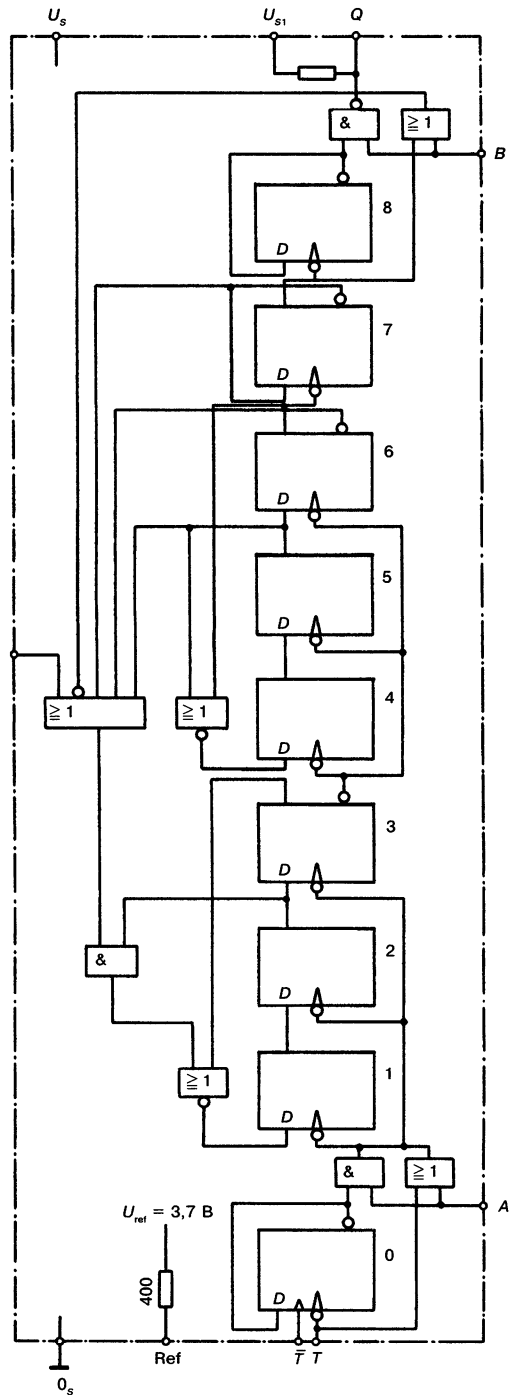 U_s U_s1 Q
& ≧ 1
B
8
D
7
D
6
D
5
D
4
≧ 1 ≧ 1
D
3
D
2
&
D
1
≧ 1
D
& ≧ 1
A
U_ref = 3,7 В
0
400
D
Ref T̄ T
0_s